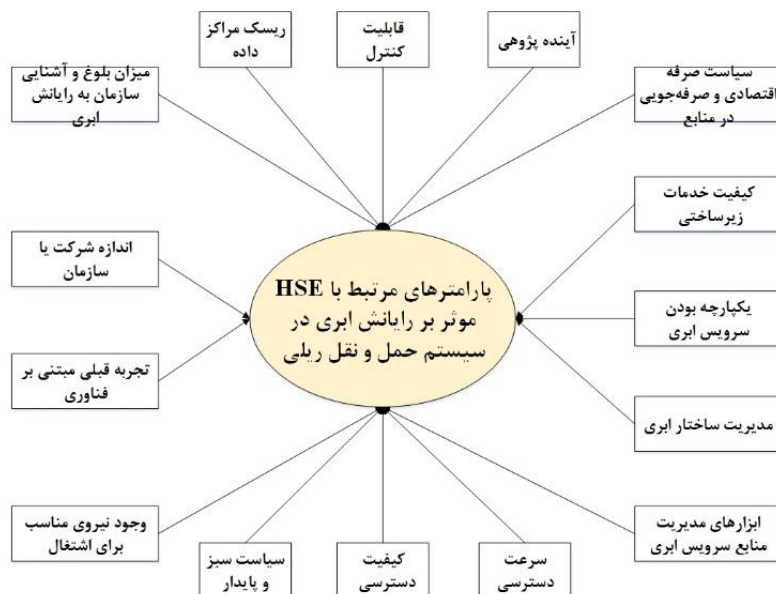 آینده پژوهی
قابلیت
کنترل
ریسک مراکز
داده
سیاست صرفه
اقتصادی و صرفه‌جویی
در منابع
میزان بلوغ و آشنایی
سازمان به رایانش
ابری
کیفیت خدمات
زیرساختی
اندازه شرکت یا
سازمان
پارامترهای مرتبط با HSE
موثر بر رایانش ابری در
سیستم حمل و نقل ریلی
یکپارچه بودن
سرویس ابری
تجربه قبلی مبتنی بر
فناوری
مدیریت ساختار ابری
ابزارهای مدیریت
منابع سرویس ابری
وجود نیروی مناسب
برای اشتغال
سرعت
دسترسی
کیفیت
دسترسی
سیاست سبز
و پایدار